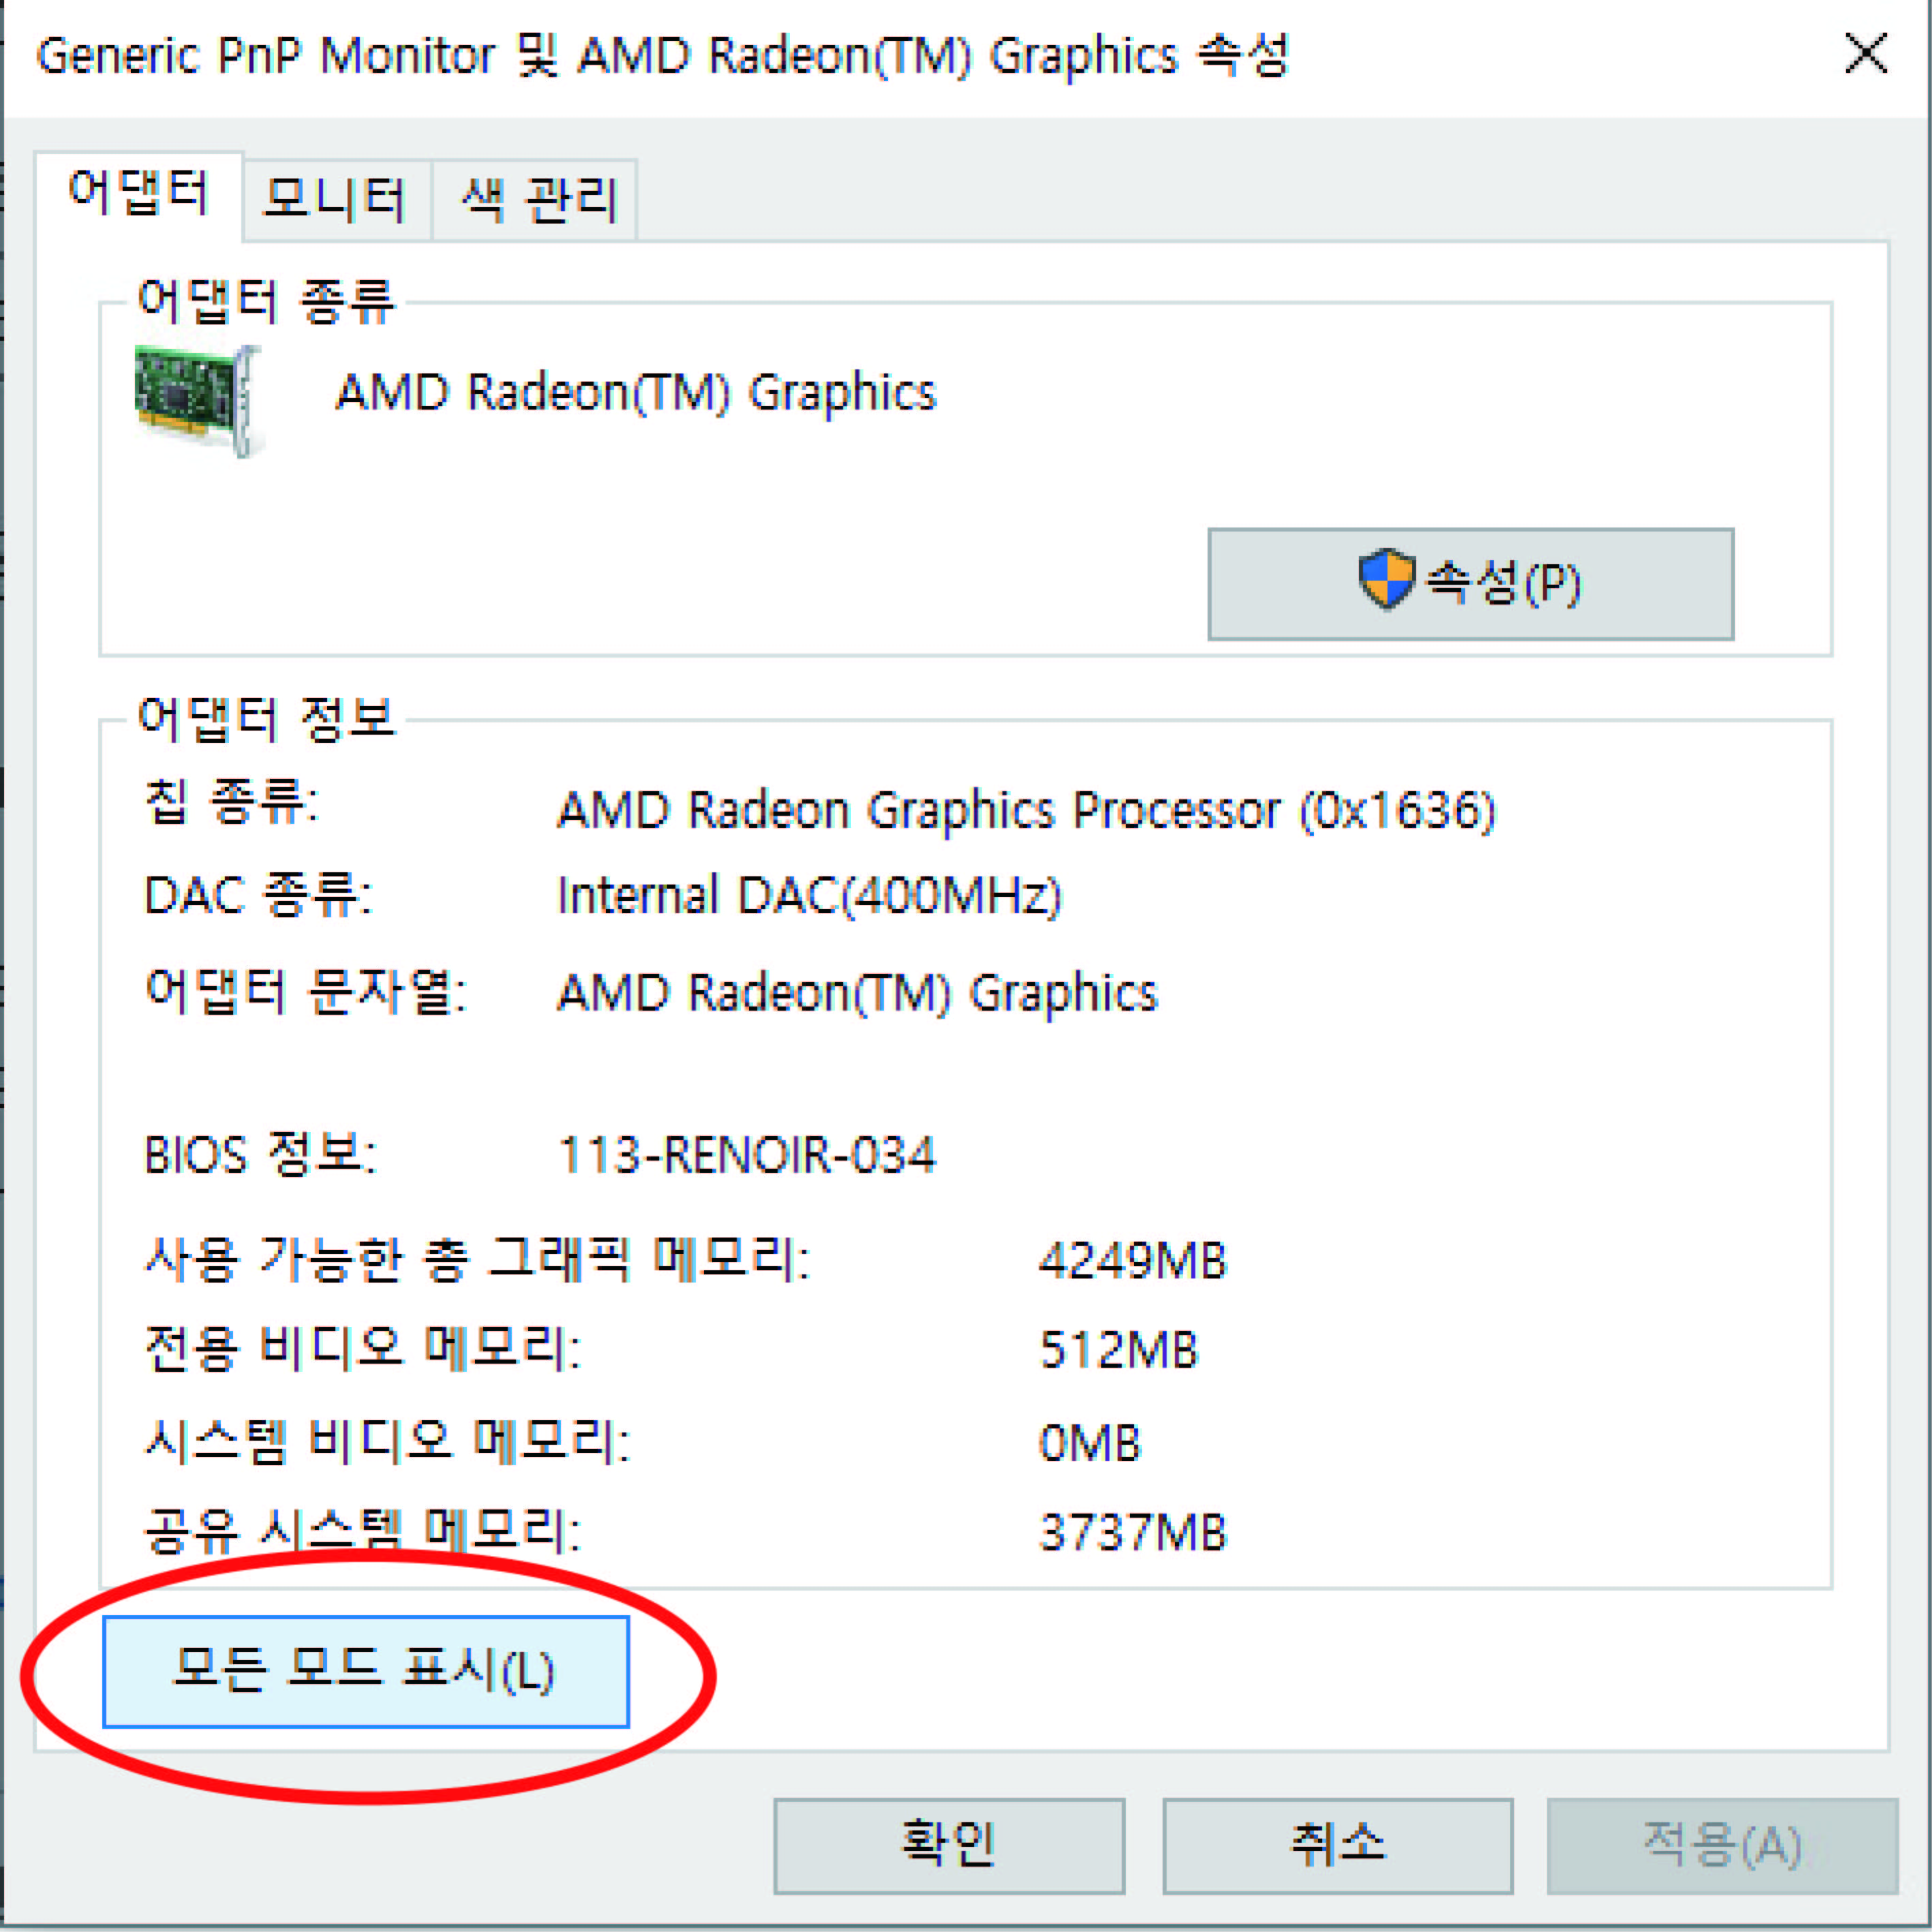 Generic PnP Monitor 및 AMD Radeon(TM) Graphics 속성
어댑터 모니터 색 관리
어댑터 종류
AMD Radeon(TM) Graphics
속성(P)
어댑터 정보
칩 종류: AMD Radeon Graphics Processor (0x1636)
DAC 종류: Internal DAC(400MHz)
어댑터 문자열: AMD Radeon(TM) Graphics
BIOS 정보: 113-RENOIR-034
사용 가능한 총 그래픽 메모리: 4249MB
전용 비디오 메모리: 512MB
시스템 비디오 메모리: 0MB
공유 시스템 메모리: 3737MB
모든 모드 표시(L)
확인 취소 적용(A)